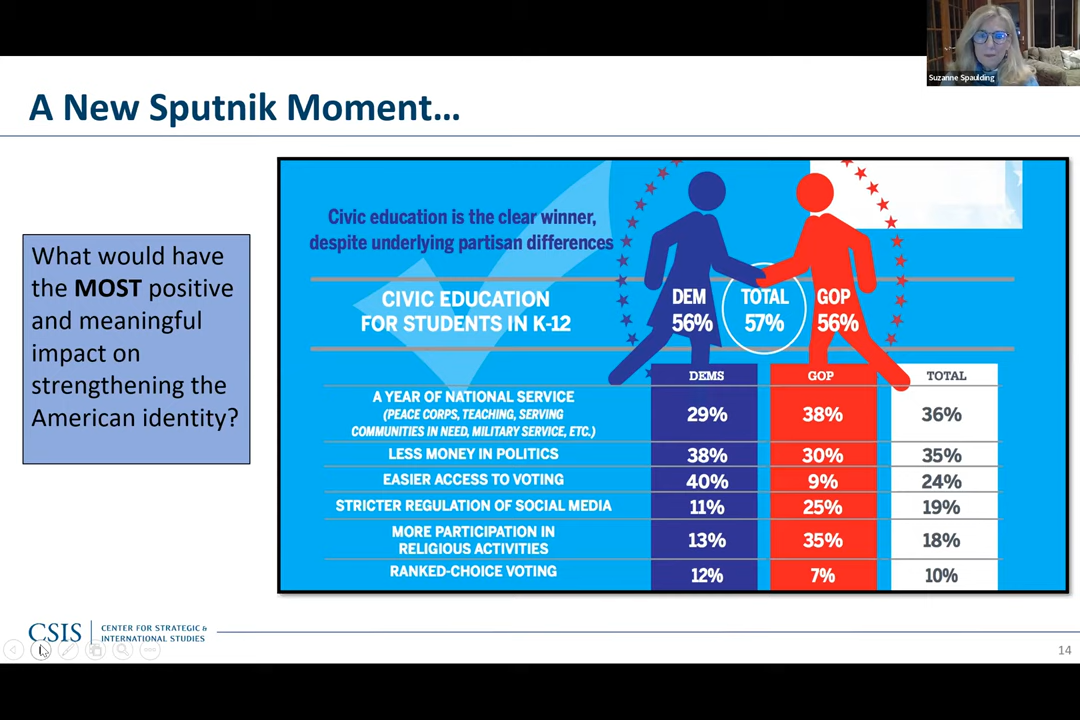 Suzanne Spaulding
A New Sputnik Moment…
What would have
the MOST positive
and meaningful
impact on
strengthening the
American identity?
Civic education is the clear winner,
despite underlying partisan differences
CIVIC EDUCATION
FOR STUDENTS IN K-12
DEM
56%
TOTAL
57%
GOP
56%
DEMS GOP TOTAL
A YEAR OF NATIONAL SERVICE
(PEACE CORPS, TEACHING, SERVING
COMMUNITIES IN NEED, MILITARY SERVICE, ETC.)
29% 38% 36%
LESS MONEY IN POLITICS 38% 30% 35%
EASIER ACCESS TO VOTING 40% 9% 24%
STRICTER REGULATION OF SOCIAL MEDIA 11% 25% 19%
MORE PARTICIPATION IN
RELIGIOUS ACTIVITIES
13% 35% 18%
RANKED-CHOICE VOTING 12% 7% 10%
CSIS
CENTER FOR STRATEGIC &
INTERNATIONAL STUDIES
14